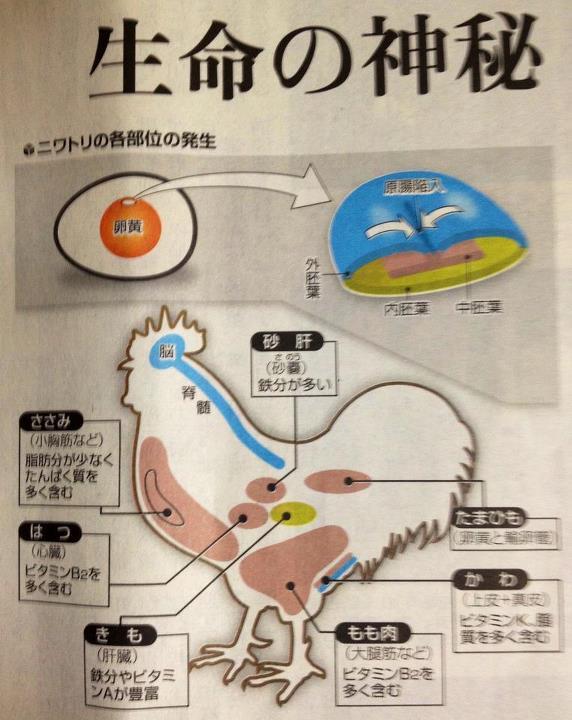 生命の神秘
ニワトリの各部位の発生
卵黄
原腸陥入
外胚葉
内胚葉
中胚葉
脳
脊髄
砂肝
さのう
(砂嚢)
鉄分が多い
ささみ
(小胸筋など)
脂肪分が少なく
たんぱく質を
多く含む
はつ
(心臓)
ビタミンB2を
多く含む
きも
(肝臓)
鉄分やビタミ
ンAが豊富
たまひも
(卵黄と輸卵管)
かわ
(上皮+真皮)
ビタミンK、脂
質を多く含む
もも肉
(大腿筋など)
ビタミンB2を
多く含む